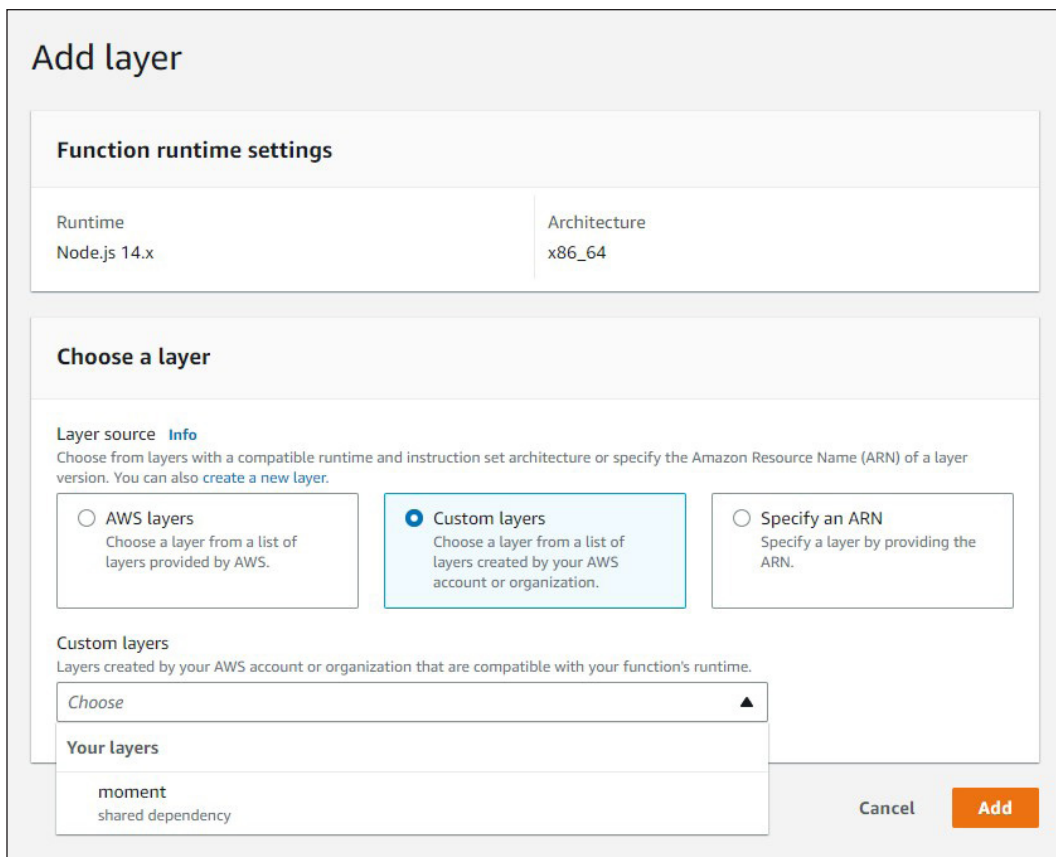 Add layer
Function runtime settings
Runtime
Node.js 14.x
Architecture
x86_64
Choose a layer
Layer source Info
Choose from layers with a compatible runtime and instruction set architecture or specify the Amazon Resource Name (ARN) of a layer
version. You can also create a new layer.
AWS layers
Choose a layer from a list of
layers provided by AWS.
Custom layers
Choose a layer from a list of
layers created by your AWS
account or organization.
Specify an ARN
Specify a layer by providing the
ARN.
Custom layers
Layers created by your AWS account or organization that are compatible with your function's runtime.
Choose
Your layers
moment
shared dependency
Cancel
Add